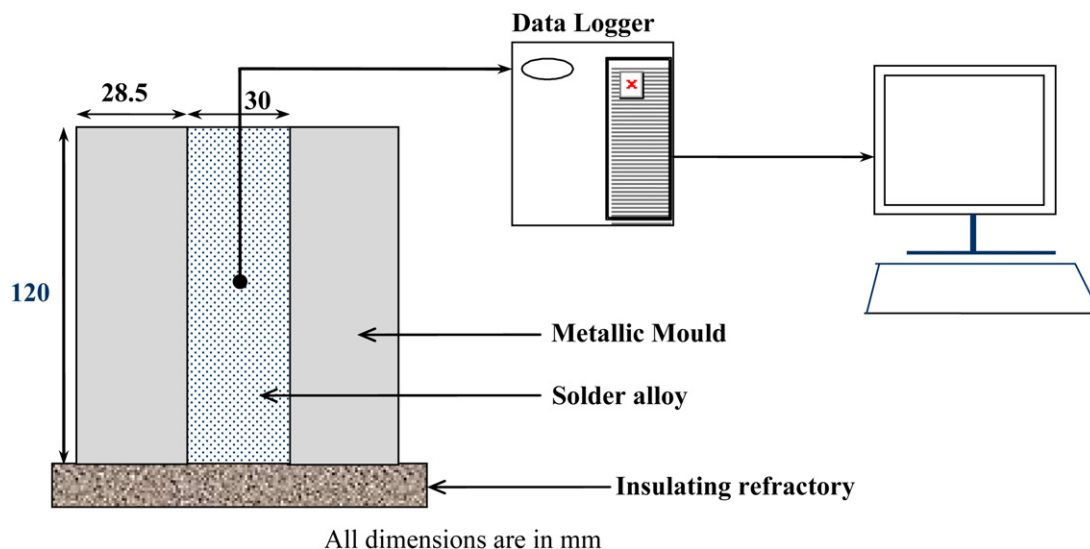 Data Logger
28.5
30
120
Metallic Mould
Solder alloy
Insulating refractory
All dimensions are in mm